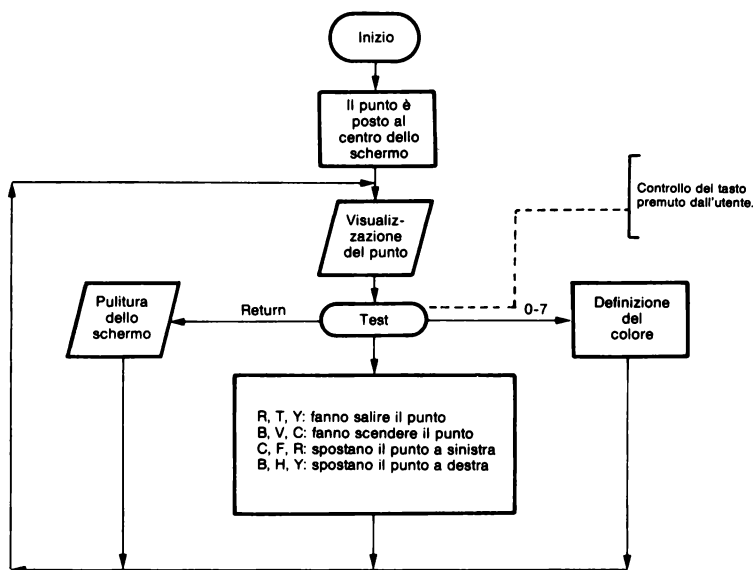 Inizio
Il punto è
posto al
centro dello
schermo
Controllo del tasto
premuto dall'utente.
Visualiz-
zazione
del punto
Pulitura
dello
schermo
Return
Test
0-7
Definizione
del
colore
R, T, Y: fanno salire il punto
B, V, C: fanno scendere il punto
C, F, R: spostano il punto a sinistra
B, H, Y: spostano il punto a destra